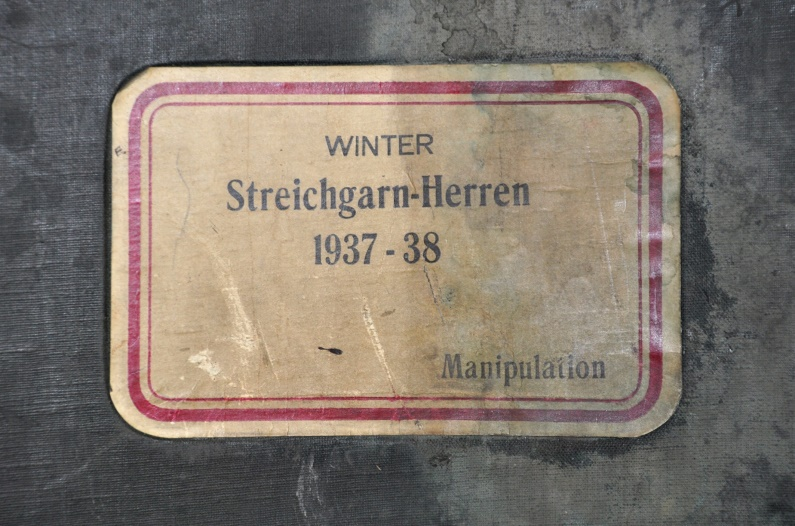 WINTER
Streichgarn-Herren
1937 - 38
Manipulation